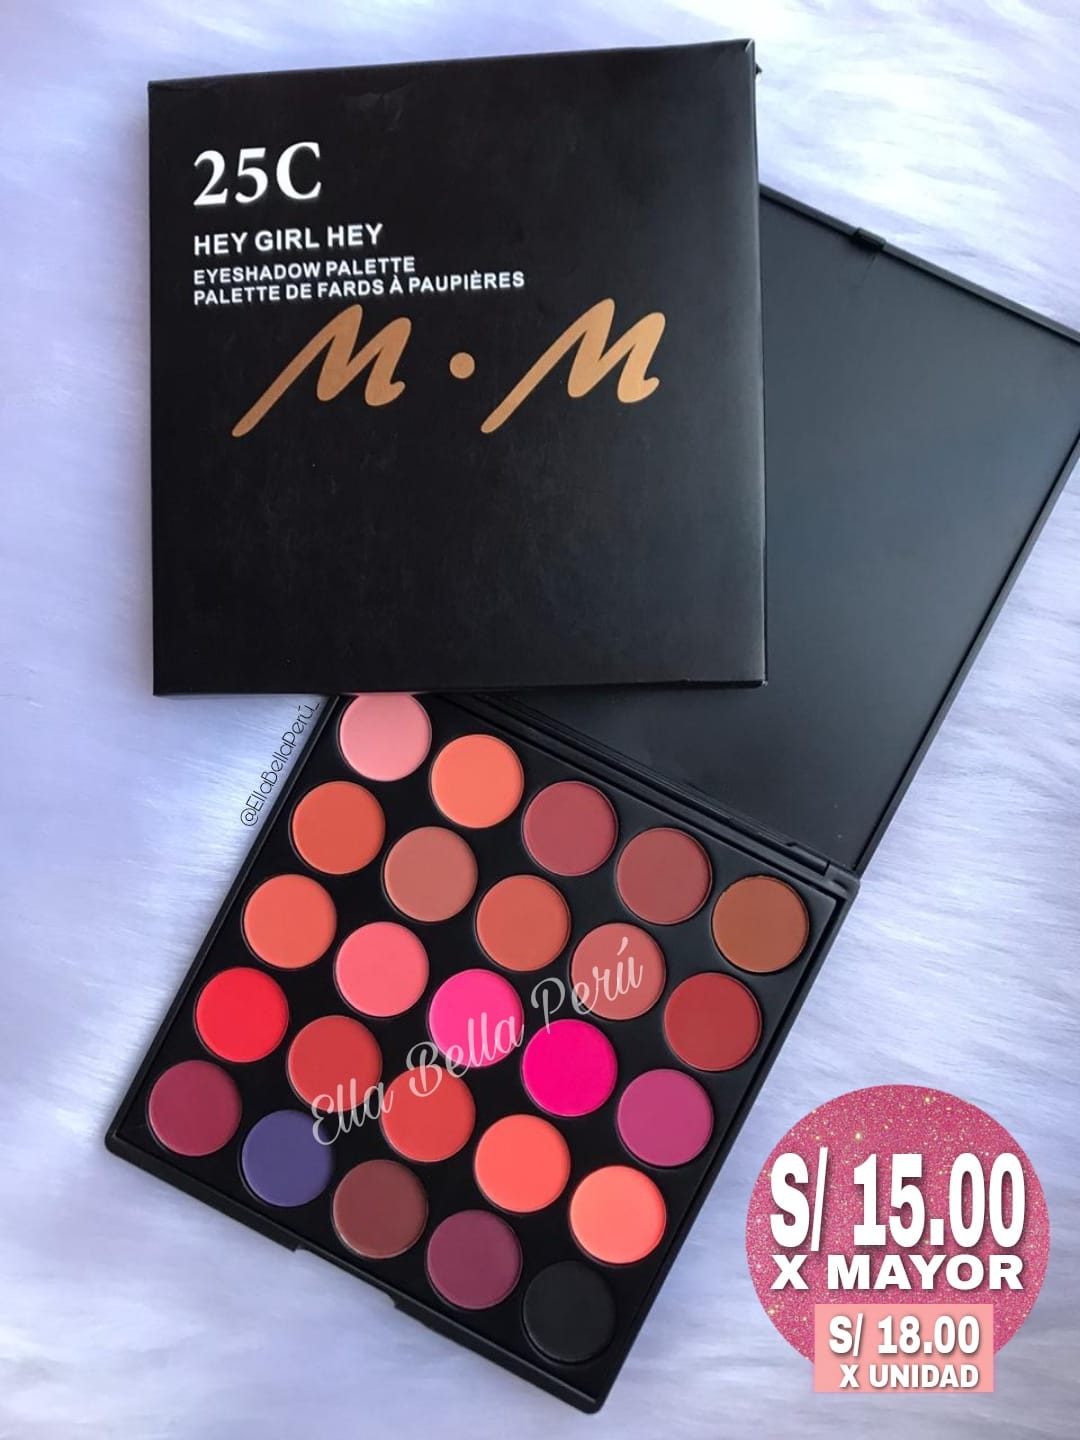 25C
HEY GIRL HEY
EYESHADOW PALETTE
PALETTE DE FARDS À PAUPIÈRES
M · M
@EllaBellaPerú_
Ella Bella Perú
S/ 15.00
X MAYOR
S/ 18.00
X UNIDAD